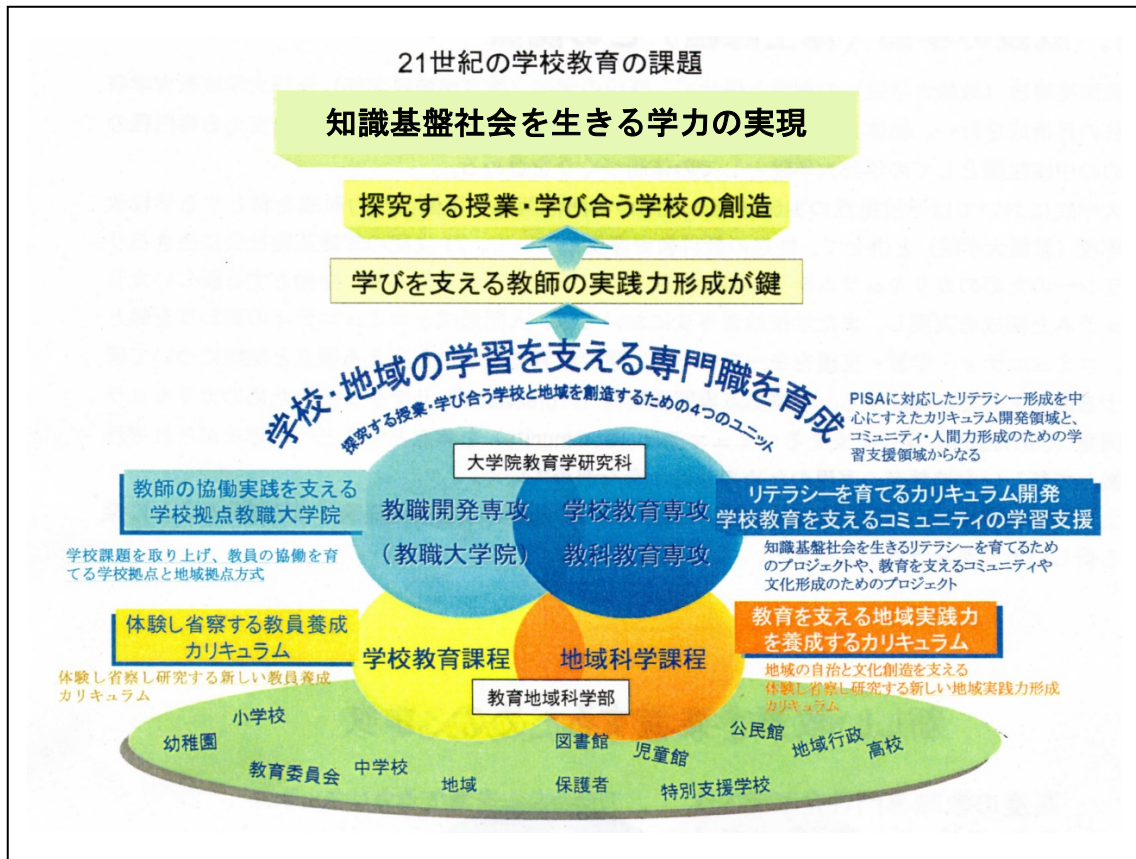 21世紀の学校教育の課題
知識基盤社会を生きる学力の実現
探究する授業・学び合う学校の創造
学びを支える教師の実践力形成が鍵
学校・地域の学習を支える専門職を育成
探究する授業・学び合う学校と地域を創造するための4つのユニット
PISAに対応したリテラシー形成を中
心にすえたカリキュラム開発領域と、
コミュニティ・人間力形成のための学
習支援領域からなる
大学院教育学研究科
教師の協働実践を支える
学校拠点教職大学院
教職開発専攻
(教職大学院)
学校教育専攻
教科教育専攻
リテラシーを育てるカリキュラム開発
学校教育を支えるコミュニティの学習支援
学校課題を取り上げ、教員の協働を育
てる学校拠点と地域拠点方式
知識基盤社会を生きるリテラシーを育てるため
のプロジェクトや、教育を支えるコミュニティや
文化形成のためのプロジェクト
体験し省察する教員養成
カリキュラム
学校教育課程
地域科学課程
教育を支える地域実践力
を養成するカリキュラム
体験し省察し研究する新しい教員養成
カリキュラム
教育地域科学部
地域の自治と文化創造を支える
体験し省察し研究する新しい地域実践力形成
カリキュラム
幼稚園
小学校
教育委員会
中学校
地域
図書館
保護者
児童館
特別支援学校
公民館
地域行政
高校